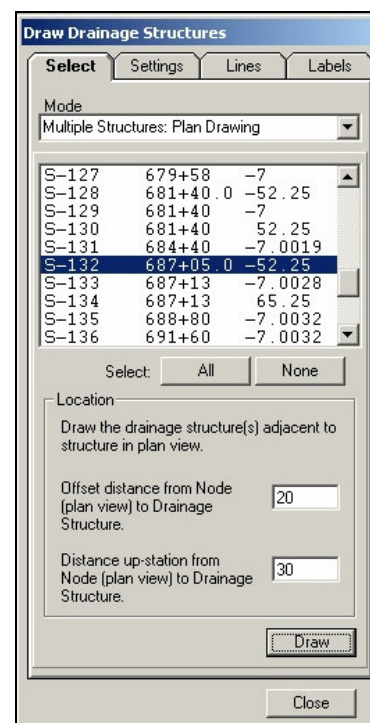 Draw Drainage Structures
Select Settings Lines Labels
Mode
Multiple Structures: Plan Drawing
S-127 679+58 -7
S-128 681+40.0 -52.25
S-129 681+40 -7
S-130 681+40 52.25
S-131 684+40 -7.0019
S-132 687+05.0 -52.25
S-133 687+13 -7.0028
S-134 687+13 65.25
S-135 688+80 -7.0032
S-136 691+60 -7.0032
Select: All None
Location
Draw the drainage structure(s) adjacent to
structure in plan view.
Offset distance from Node
(plan view) to Drainage
Structure.
20
Distance up-station from
Node (plan view) to Drainage
Structure.
30
Draw
Close